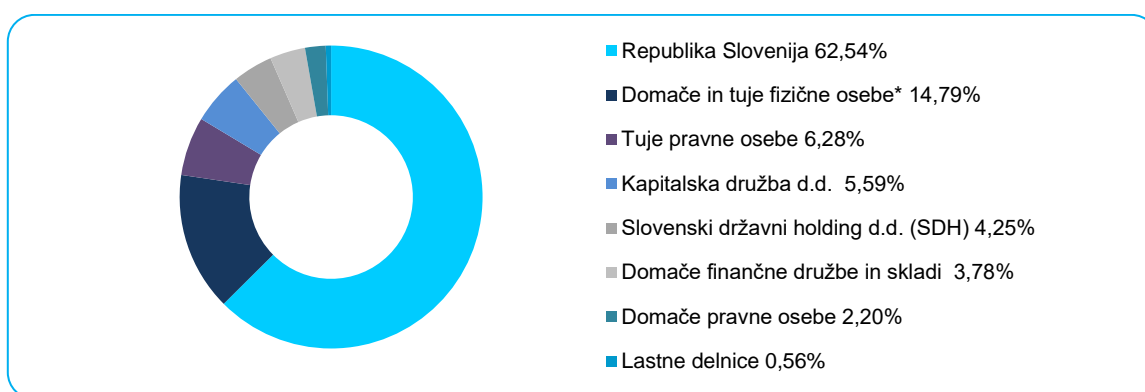 Republika Slovenija 62,54%
Domače in tuje fizične osebe* 14,79%
Tuje pravne osebe 6,28%
Kapitalska družba d.d.  5,59%
Slovenski državni holding d.d. (SDH) 4,25%
Domače finančne družbe in skladi  3,78%
Domače pravne osebe 2,20%
Lastne delnice 0,56%